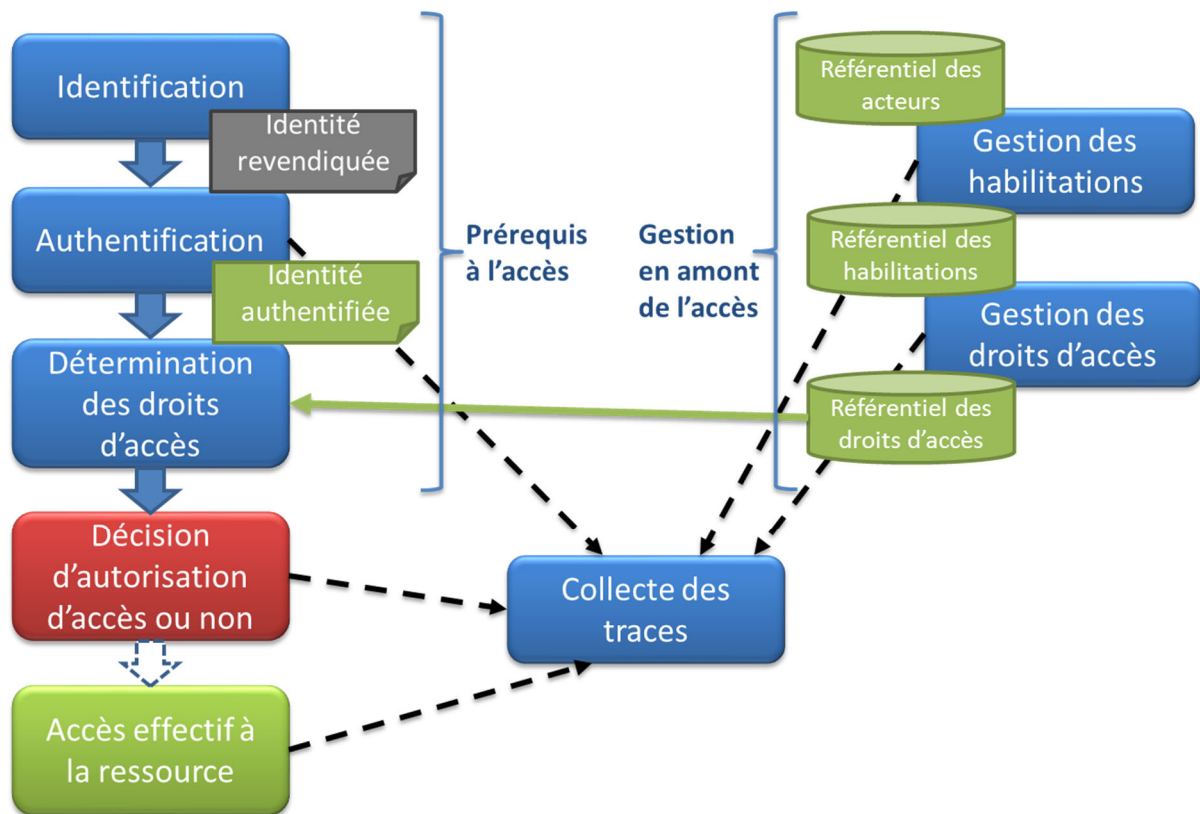 Identification
Identité
revendiquée
Authentification
Identité
authentifiée
Détermination
des droits
d'accès
Décision
d'autorisation
d'accès ou non
Accès effectif à
la ressource
Prérequis
à l'accès
Gestion
en amont
de l'accès
Référentiel des
acteurs
Gestion des
habilitations
Référentiel des
habilitations
Gestion des
droits d'accès
Référentiel des
droits d'accès
Collecte des
traces